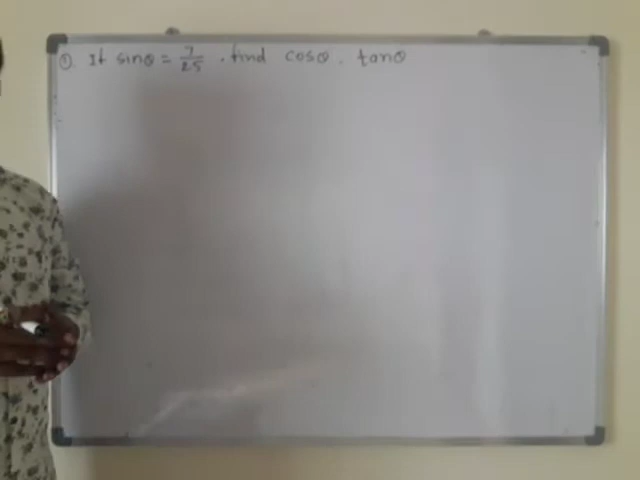 ① If sinθ = 7/25 . find cosθ . tanθ